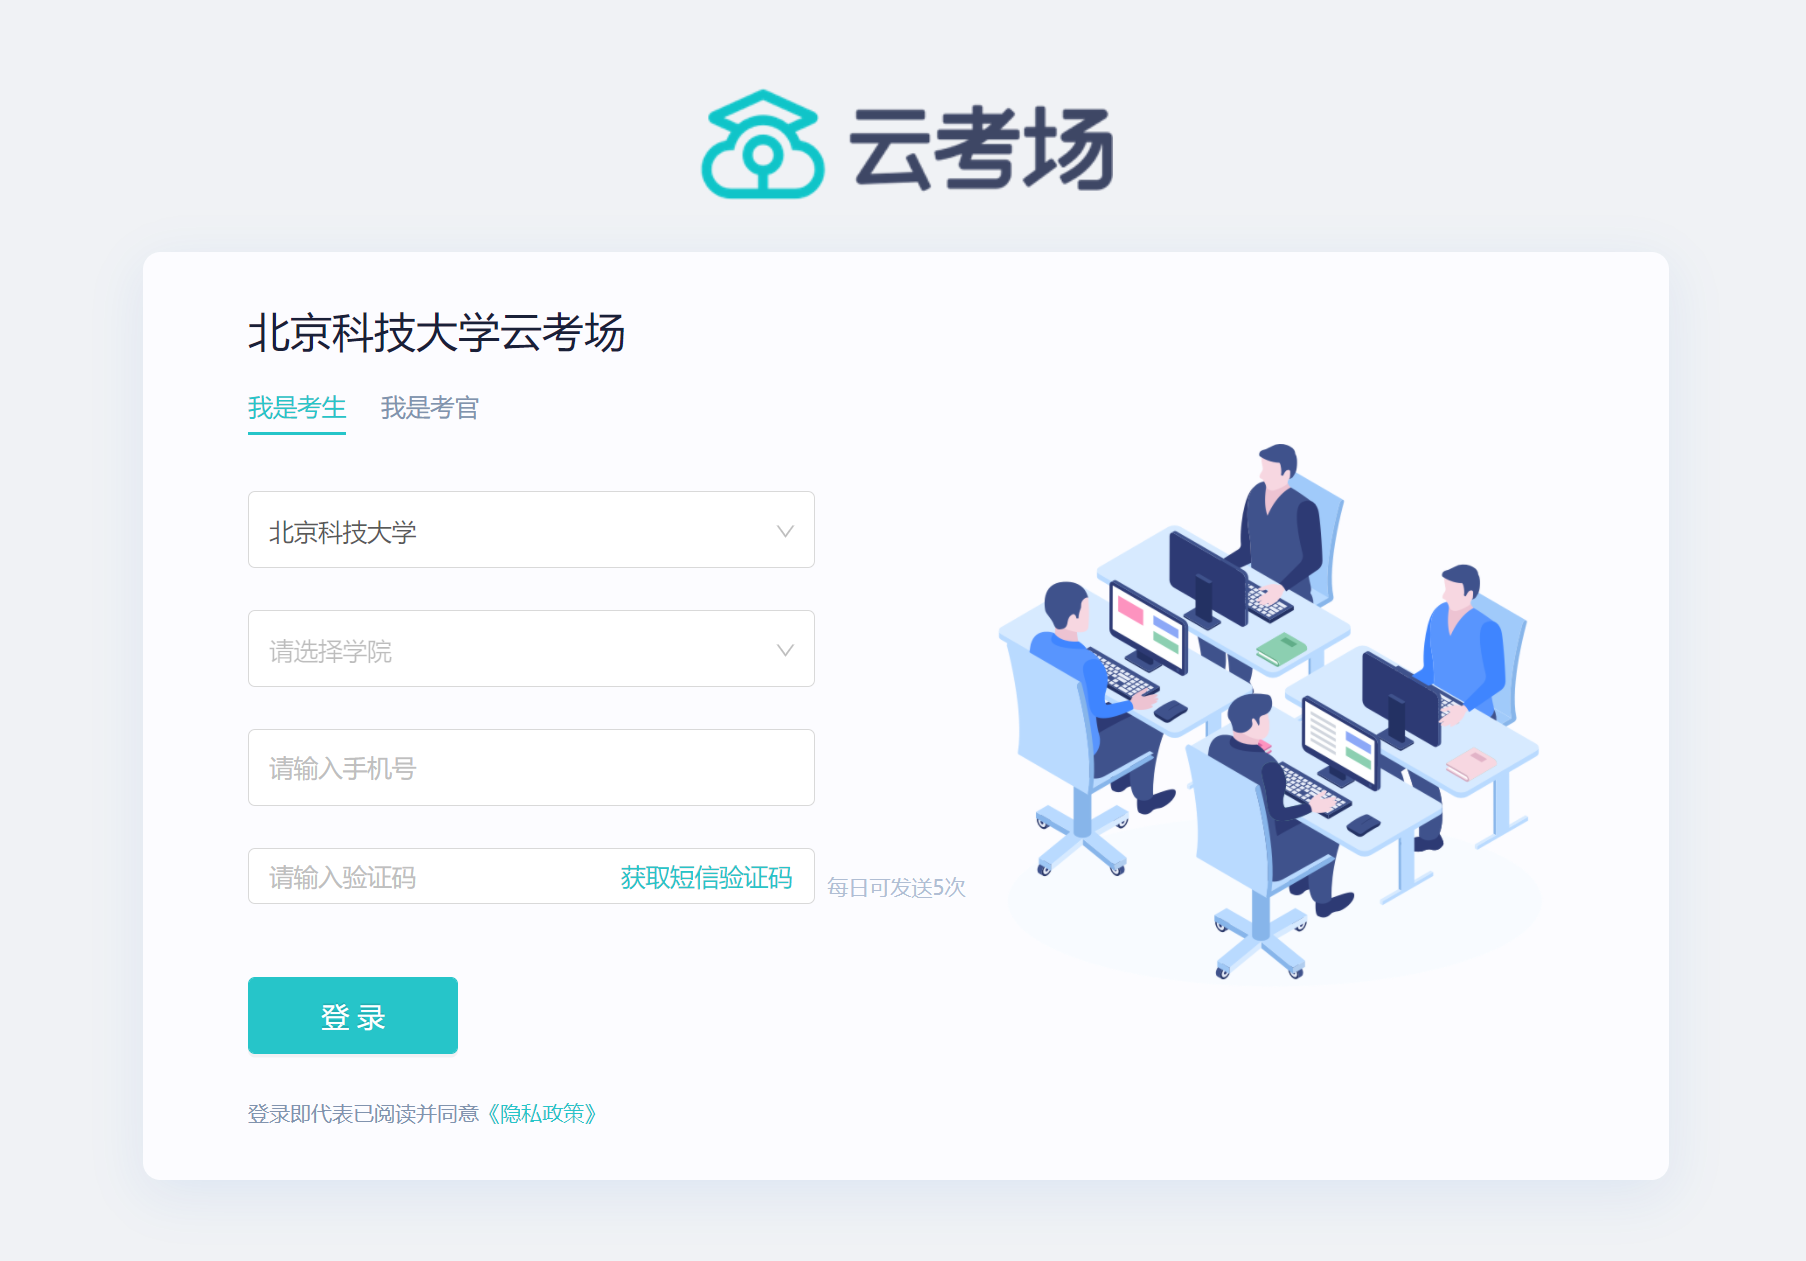 云考场
北京科技大学云考场
我是考生 我是考官
北京科技大学
请选择学院
请输入手机号
请输入验证码 获取短信验证码 每日可发送5次
登录
登录即代表已阅读并同意《隐私政策》